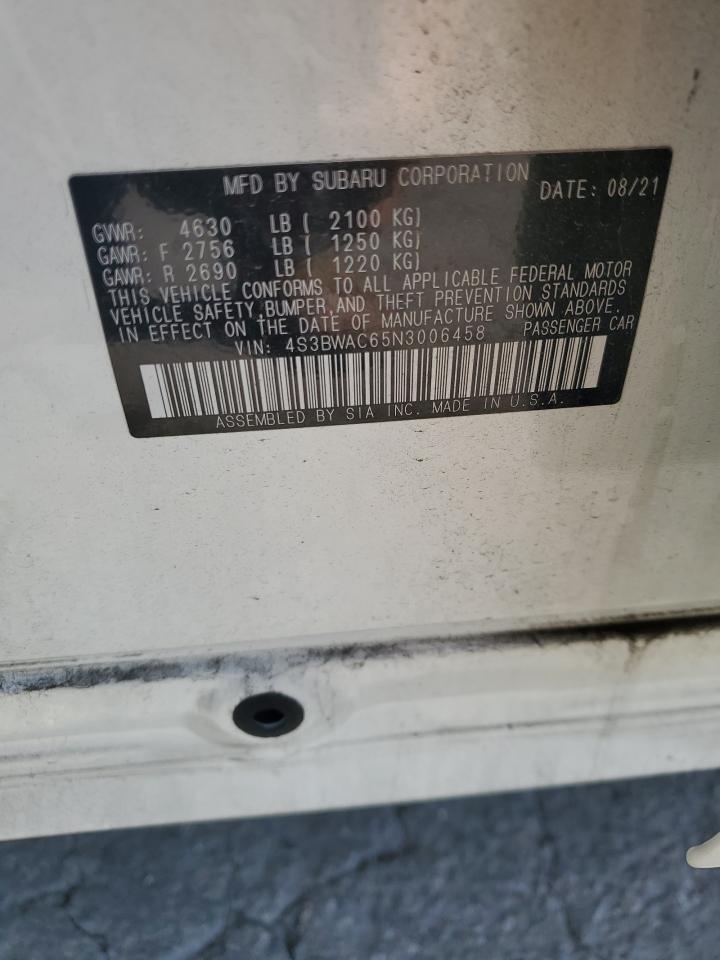 MFD BY SUBARU CORPORATION DATE: 08/21
GVWR: 4630 LB ( 2100 KG)
GAWR: F 2756 LB ( 1250 KG)
GAWR: R 2690 LB ( 1220 KG)
THIS VEHICLE CONFORMS TO ALL APPLICABLE FEDERAL MOTOR
VEHICLE SAFETY,BUMPER,AND THEFT PREVENTION STANDARDS
IN EFFECT ON THE DATE OF MANUFACTURE SHOWN ABOVE.
VIN: 4S3BWAC65N3006458 PASSENGER CAR
ASSEMBLED BY SIA INC. MADE IN U.S.A.